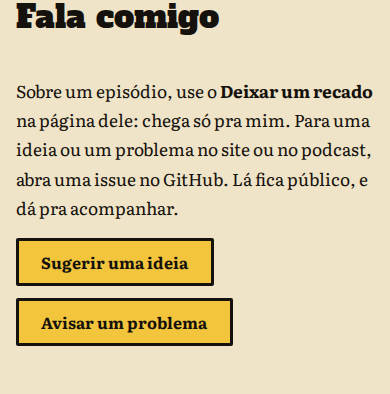 Fala comigo
Sobre um episódio, use o Deixar um recado
na página dele: chega só pra mim. Para uma
ideia ou um problema no site ou no podcast,
abra uma issue no GitHub. Lá fica público, e
dá pra acompanhar.
Sugerir uma ideia
Avisar um problema